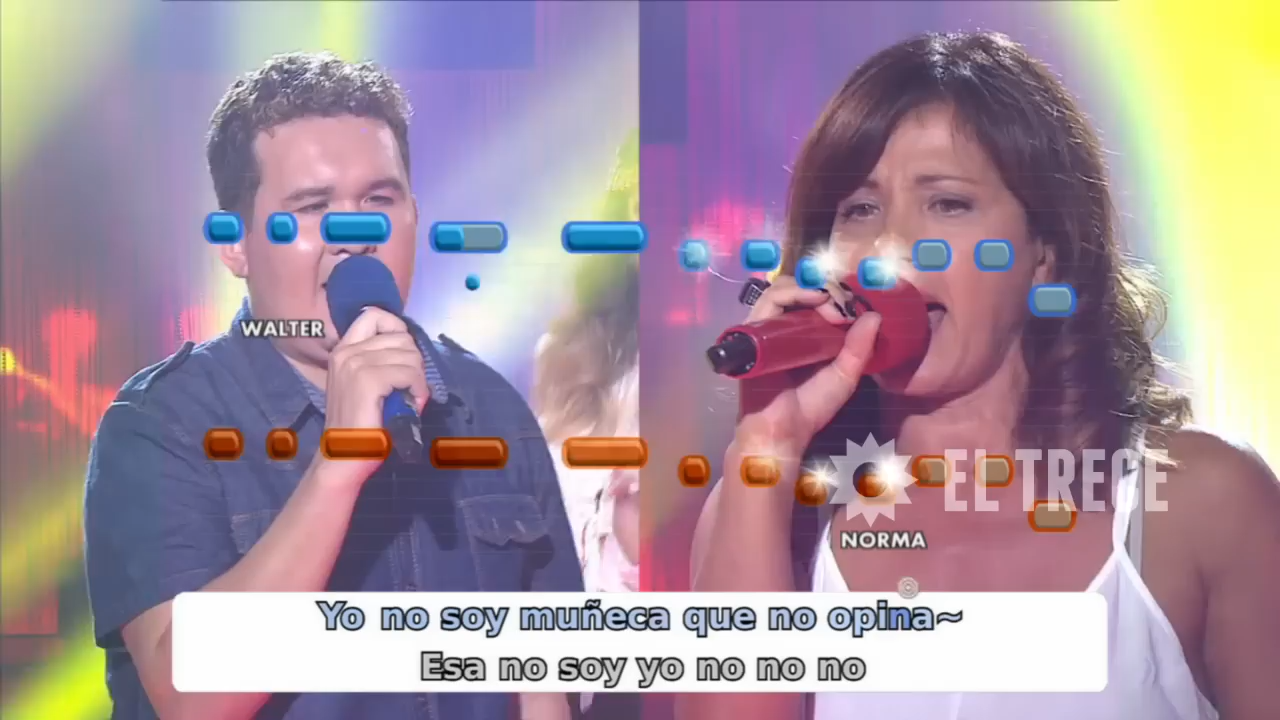 WALTER
EL TRECE
NORMA
Yo no soy muñeca que no opina~
Esa no soy yo no no no